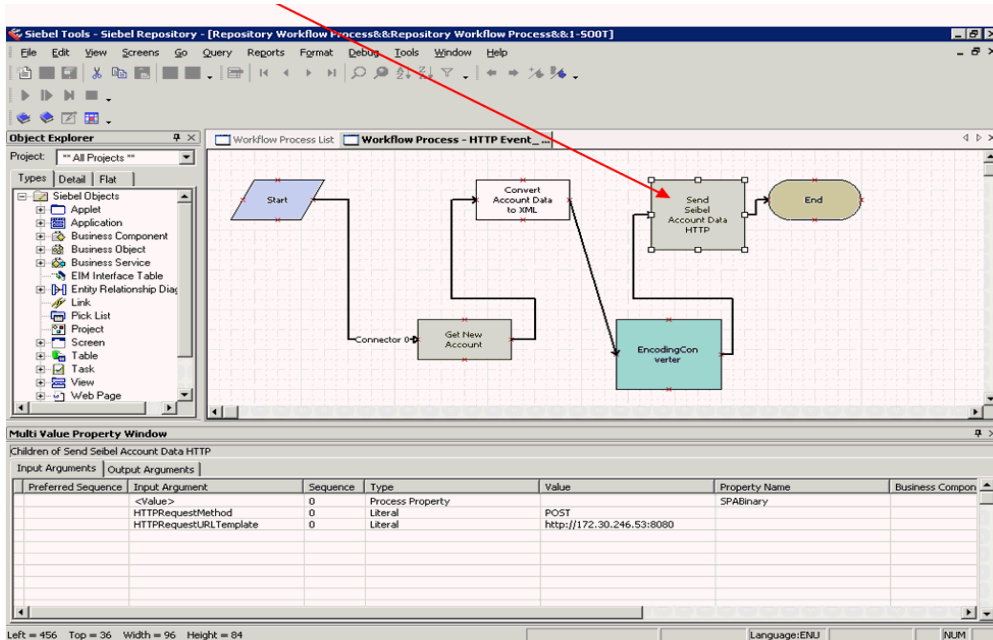 Siebel Tools - Siebel Repository - [Repository Workflow Process&&Repository Workflow Process&&1-500T]
File Edit View Screens Go Query Reports Format Debug Tools Window Help
Object Explorer
Project: ** All Projects **
Types Detail Flat
Siebel Objects
Applet
Application
Business Component
Business Object
Business Service
EIM Interface Table
Entity Relationship Diag
Link
Pick List
Project
Screen
Table
Task
View
Web Page
Workflow Process List Workflow Process - HTTP Event_...
Start
Convert
Account Data
to XML
Send
Seibel
Account Data
HTTP
End
Connector 0
Get New
Account
EncodingCon
verter
Multi Value Property Window
Children of Send Seibel Account Data HTTP
Input Arguments Output Arguments
Preferred Sequence Input Argument Sequence Type Value Property Name Business Compon
<Value> 0 Process Property SPABinary
HTTPRequestMethod 0 Literal POST
HTTPRequestURLTemplate 0 Literal http://172.30.246.53:8080
Left = 456 Top = 36 Width = 96 Height = 84 Language:ENU NUM